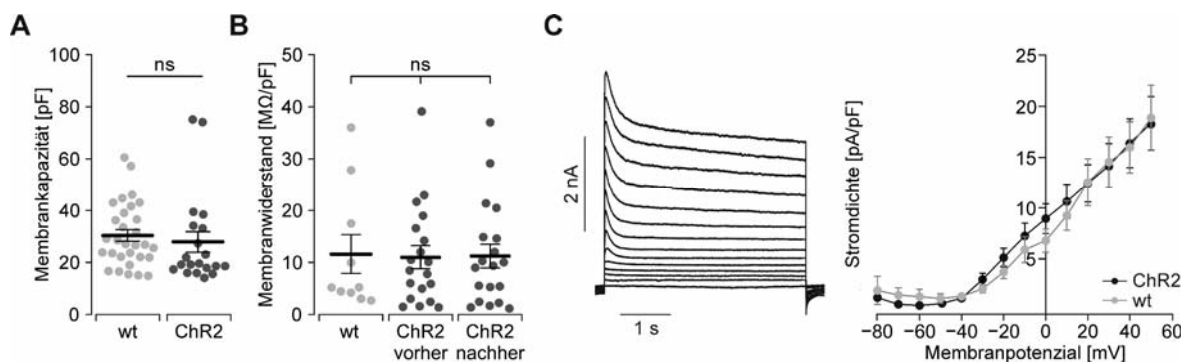 A
Membrankapazität [pF]
100
80
60
40
20
0
ns
wt
ChR2
B
Membranwiderstand [MΩ/pF]
50
40
30
20
10
0
ns
wt
ChR2
vorher
ChR2
nachher
C
2 nA
1 s
Stromdichte [pA/pF]
25
20
15
10
5
ChR2
wt
-80
-60
-40
-20
0
20
40
60
Membranpotenzial [mV]